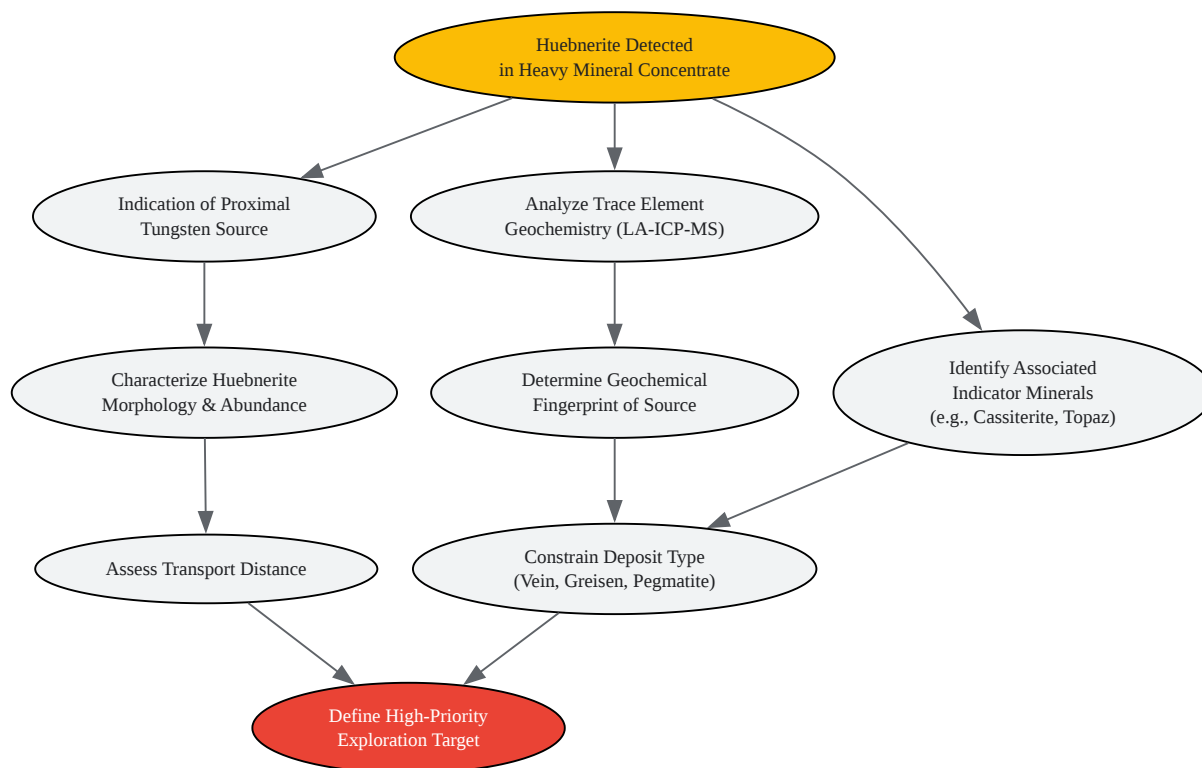 Huebnerite Detected
in Heavy Mineral Concentrate
Indication of Proximal
Tungsten Source
Analyze Trace Element
Geochemistry (LA-ICP-MS)
Characterize Huebnerite
Morphology & Abundance
Determine Geochemical
Fingerprint of Source
Identify Associated
Indicator Minerals
(e.g., Cassiterite, Topaz)
Assess Transport Distance
Constrain Deposit Type
(Vein, Greisen, Pegmatite)
Define High-Priority
Exploration Target